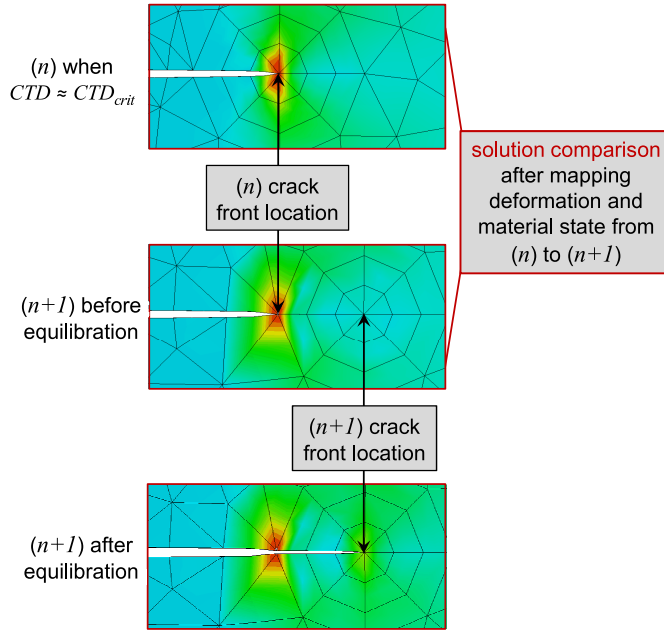 (n) when
CTD ≈ CTD_crit
solution comparison
after mapping
deformation and
material state from
(n) to (n+1)
(n) crack
front location
(n+1) before
equilibration
(n+1) crack
front location
(n+1) after
equilibration